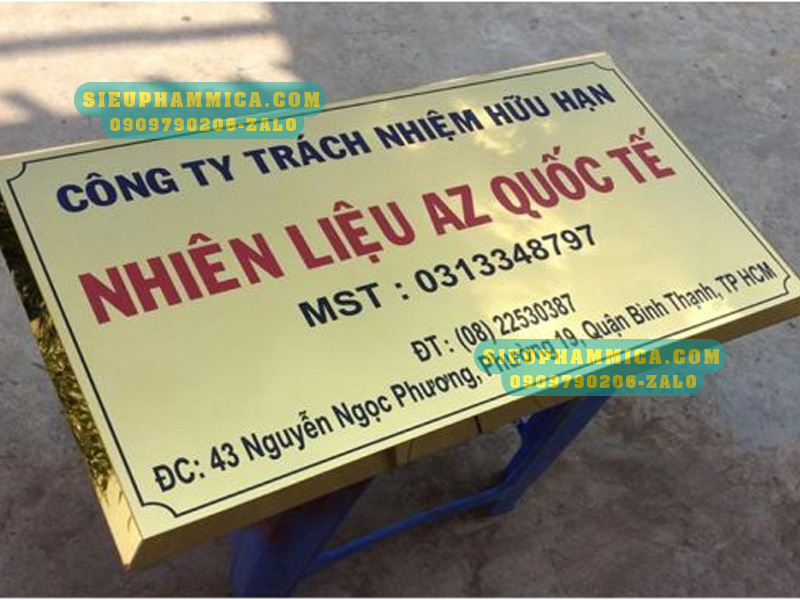 SIEUPHAMMICA.COM
0909790206-ZALO
CÔNG TY TRÁCH NHIỆM HỮU HẠN
NHIÊN LIỆU AZ QUỐC TẾ
MST : 0313348797
ĐT : (08) 22530387
ĐC: 43 Nguyễn Ngọc Phương, Phường 19, Quận Bình Thạnh, TP HCM
SIEUPHAMMICA.COM
0909790206-ZALO